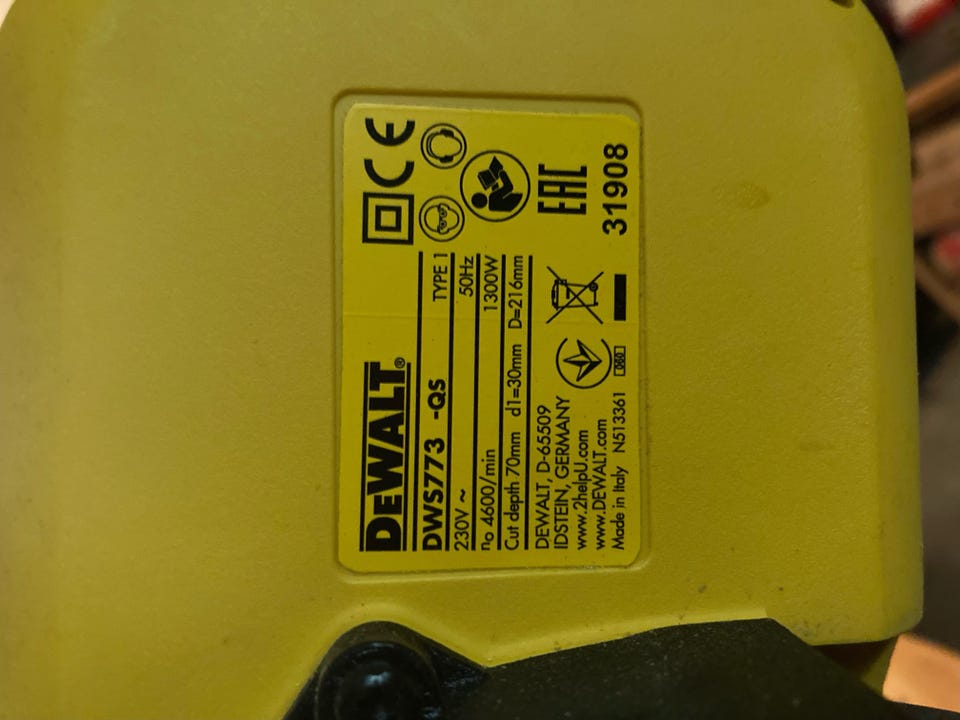 DEWALT®
DWS773 -QS TYPE 1
230V ~ 50Hz
n₀ 4600/min 1300W
Cut depth 70mm d1=30mm D=216mm
DEWALT, D-65509
IDSTEIN, GERMANY
www.2helpU.com
www.DEWALT.com
Made in Italy N513361
CE
EAC
31908